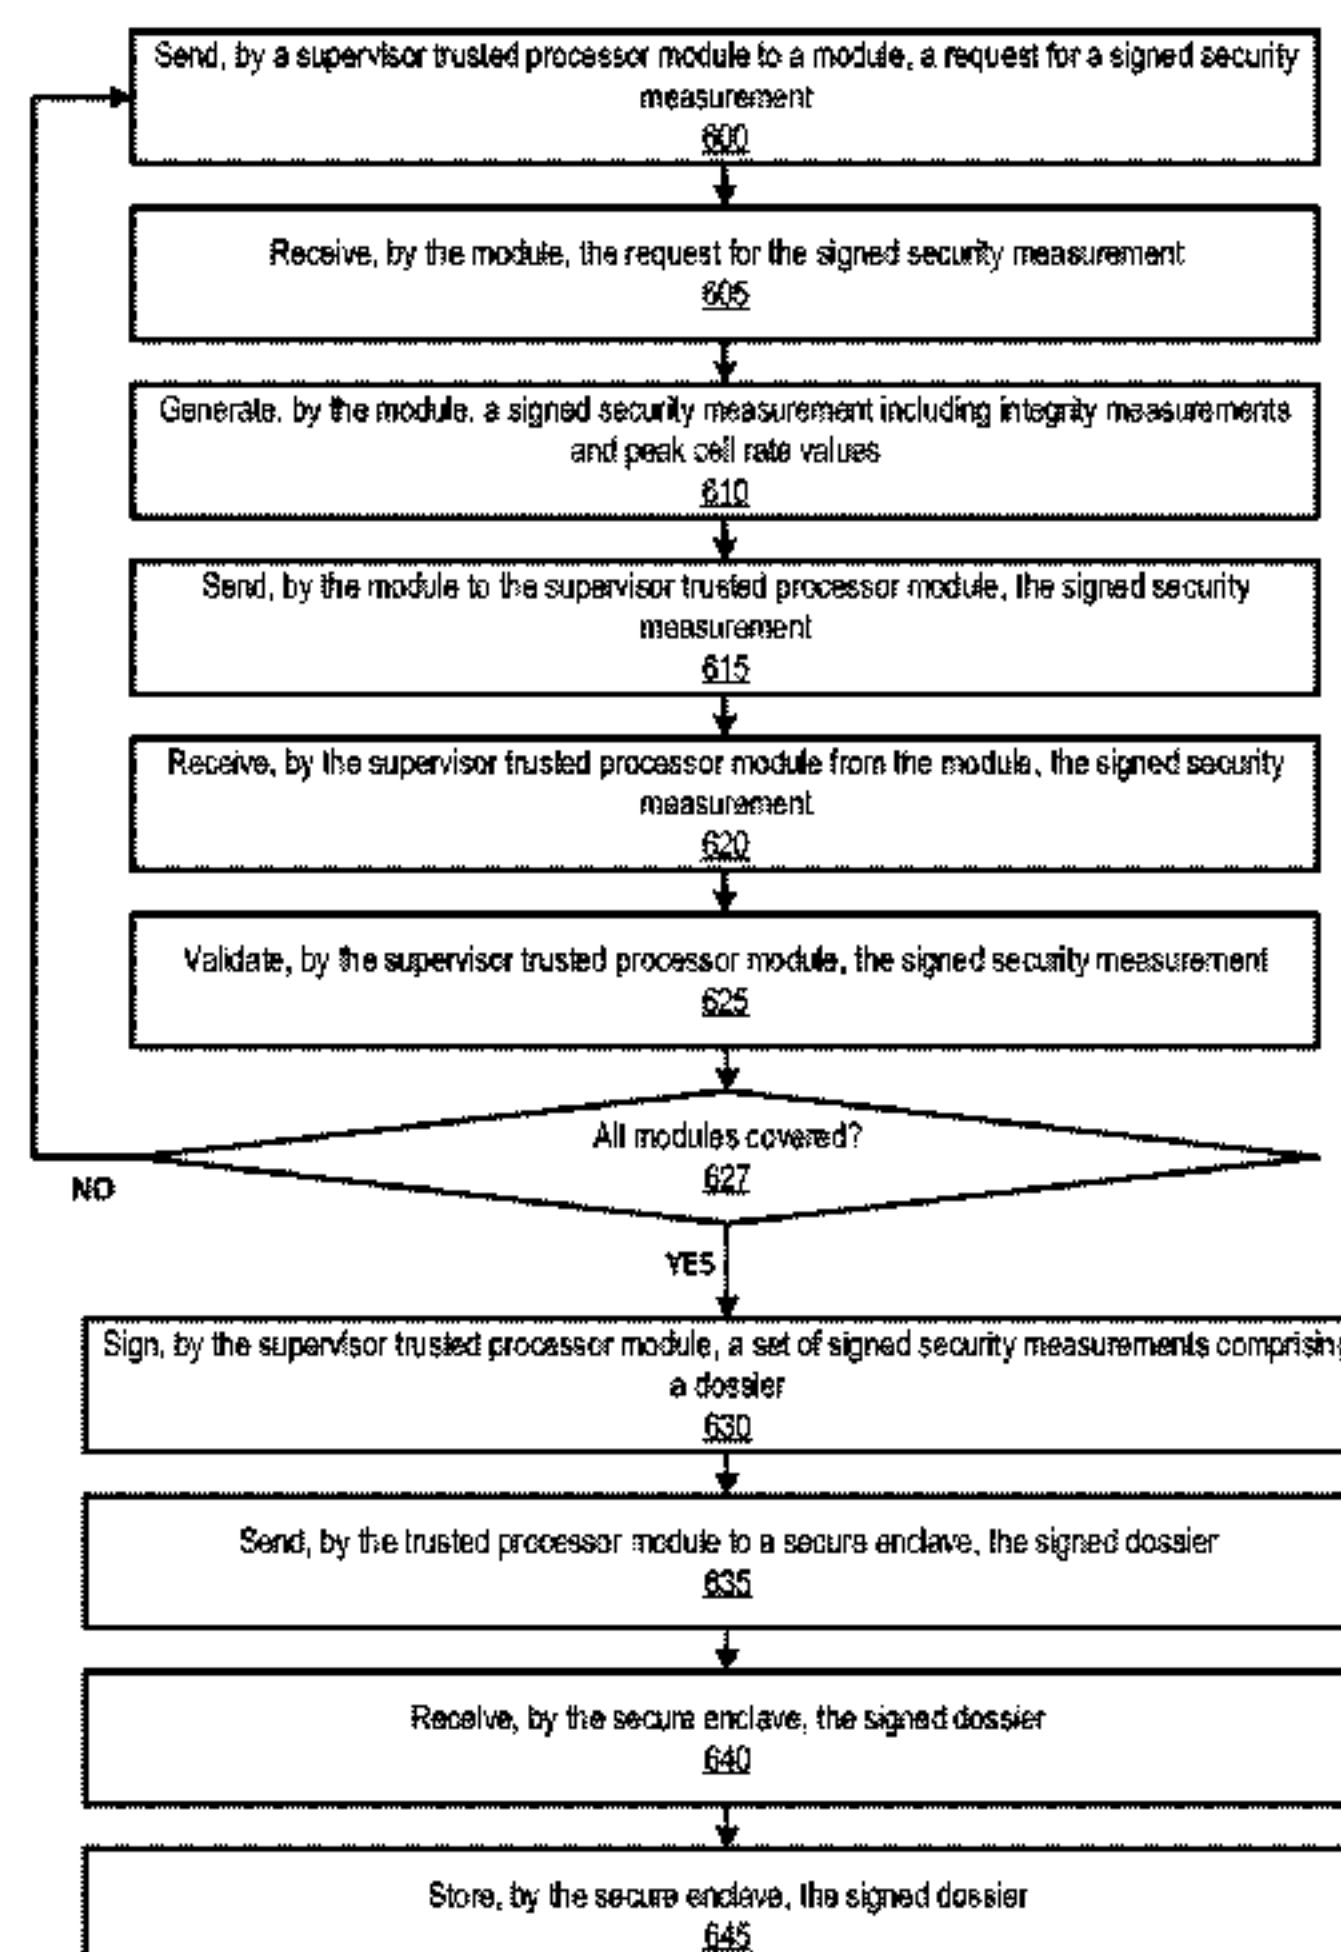 Send, by a supervisor trusted processor module to a module, a request for a signed security
measurement
600
Receive, by the module, the request for the signed security measurement
605
Generate, by the module, a signed security measurement including integrity measurements
and peak cell rate values
610
Send, by the module to the supervisor trusted processor module, the signed security
measurement
615
Receive, by the supervisor trusted processor module from the module, the signed security
measurement
620
Validate, by the supervisor trusted processor module, the signed security measurement
625
All modules covered?
627
NO
YES
Sign, by the supervisor trusted processor module, a set of signed security measurements comprising
a dossier
630
Send, by the trusted processor module to a secure enclave, the signed dossier
635
Receive, by the secure enclave, the signed dossier
640
Store, by the secure enclave, the signed dossier
645